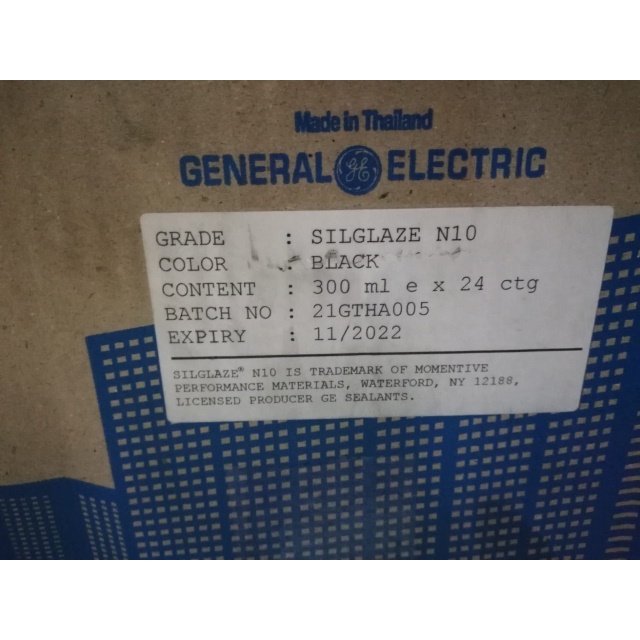 Made in Thailand
GENERAL GE ELECTRIC
GRADE : SILGLAZE N10
COLOR : BLACK
CONTENT : 300 ml e x 24 ctg
BATCH NO : 21GTHA005
EXPIRY : 11/2022
SILGLAZE® N10 IS TRADEMARK OF MOMENTIVE
PERFORMANCE MATERIALS, WATERFORD, NY 12188,
LICENSED PRODUCER GE SEALANTS.